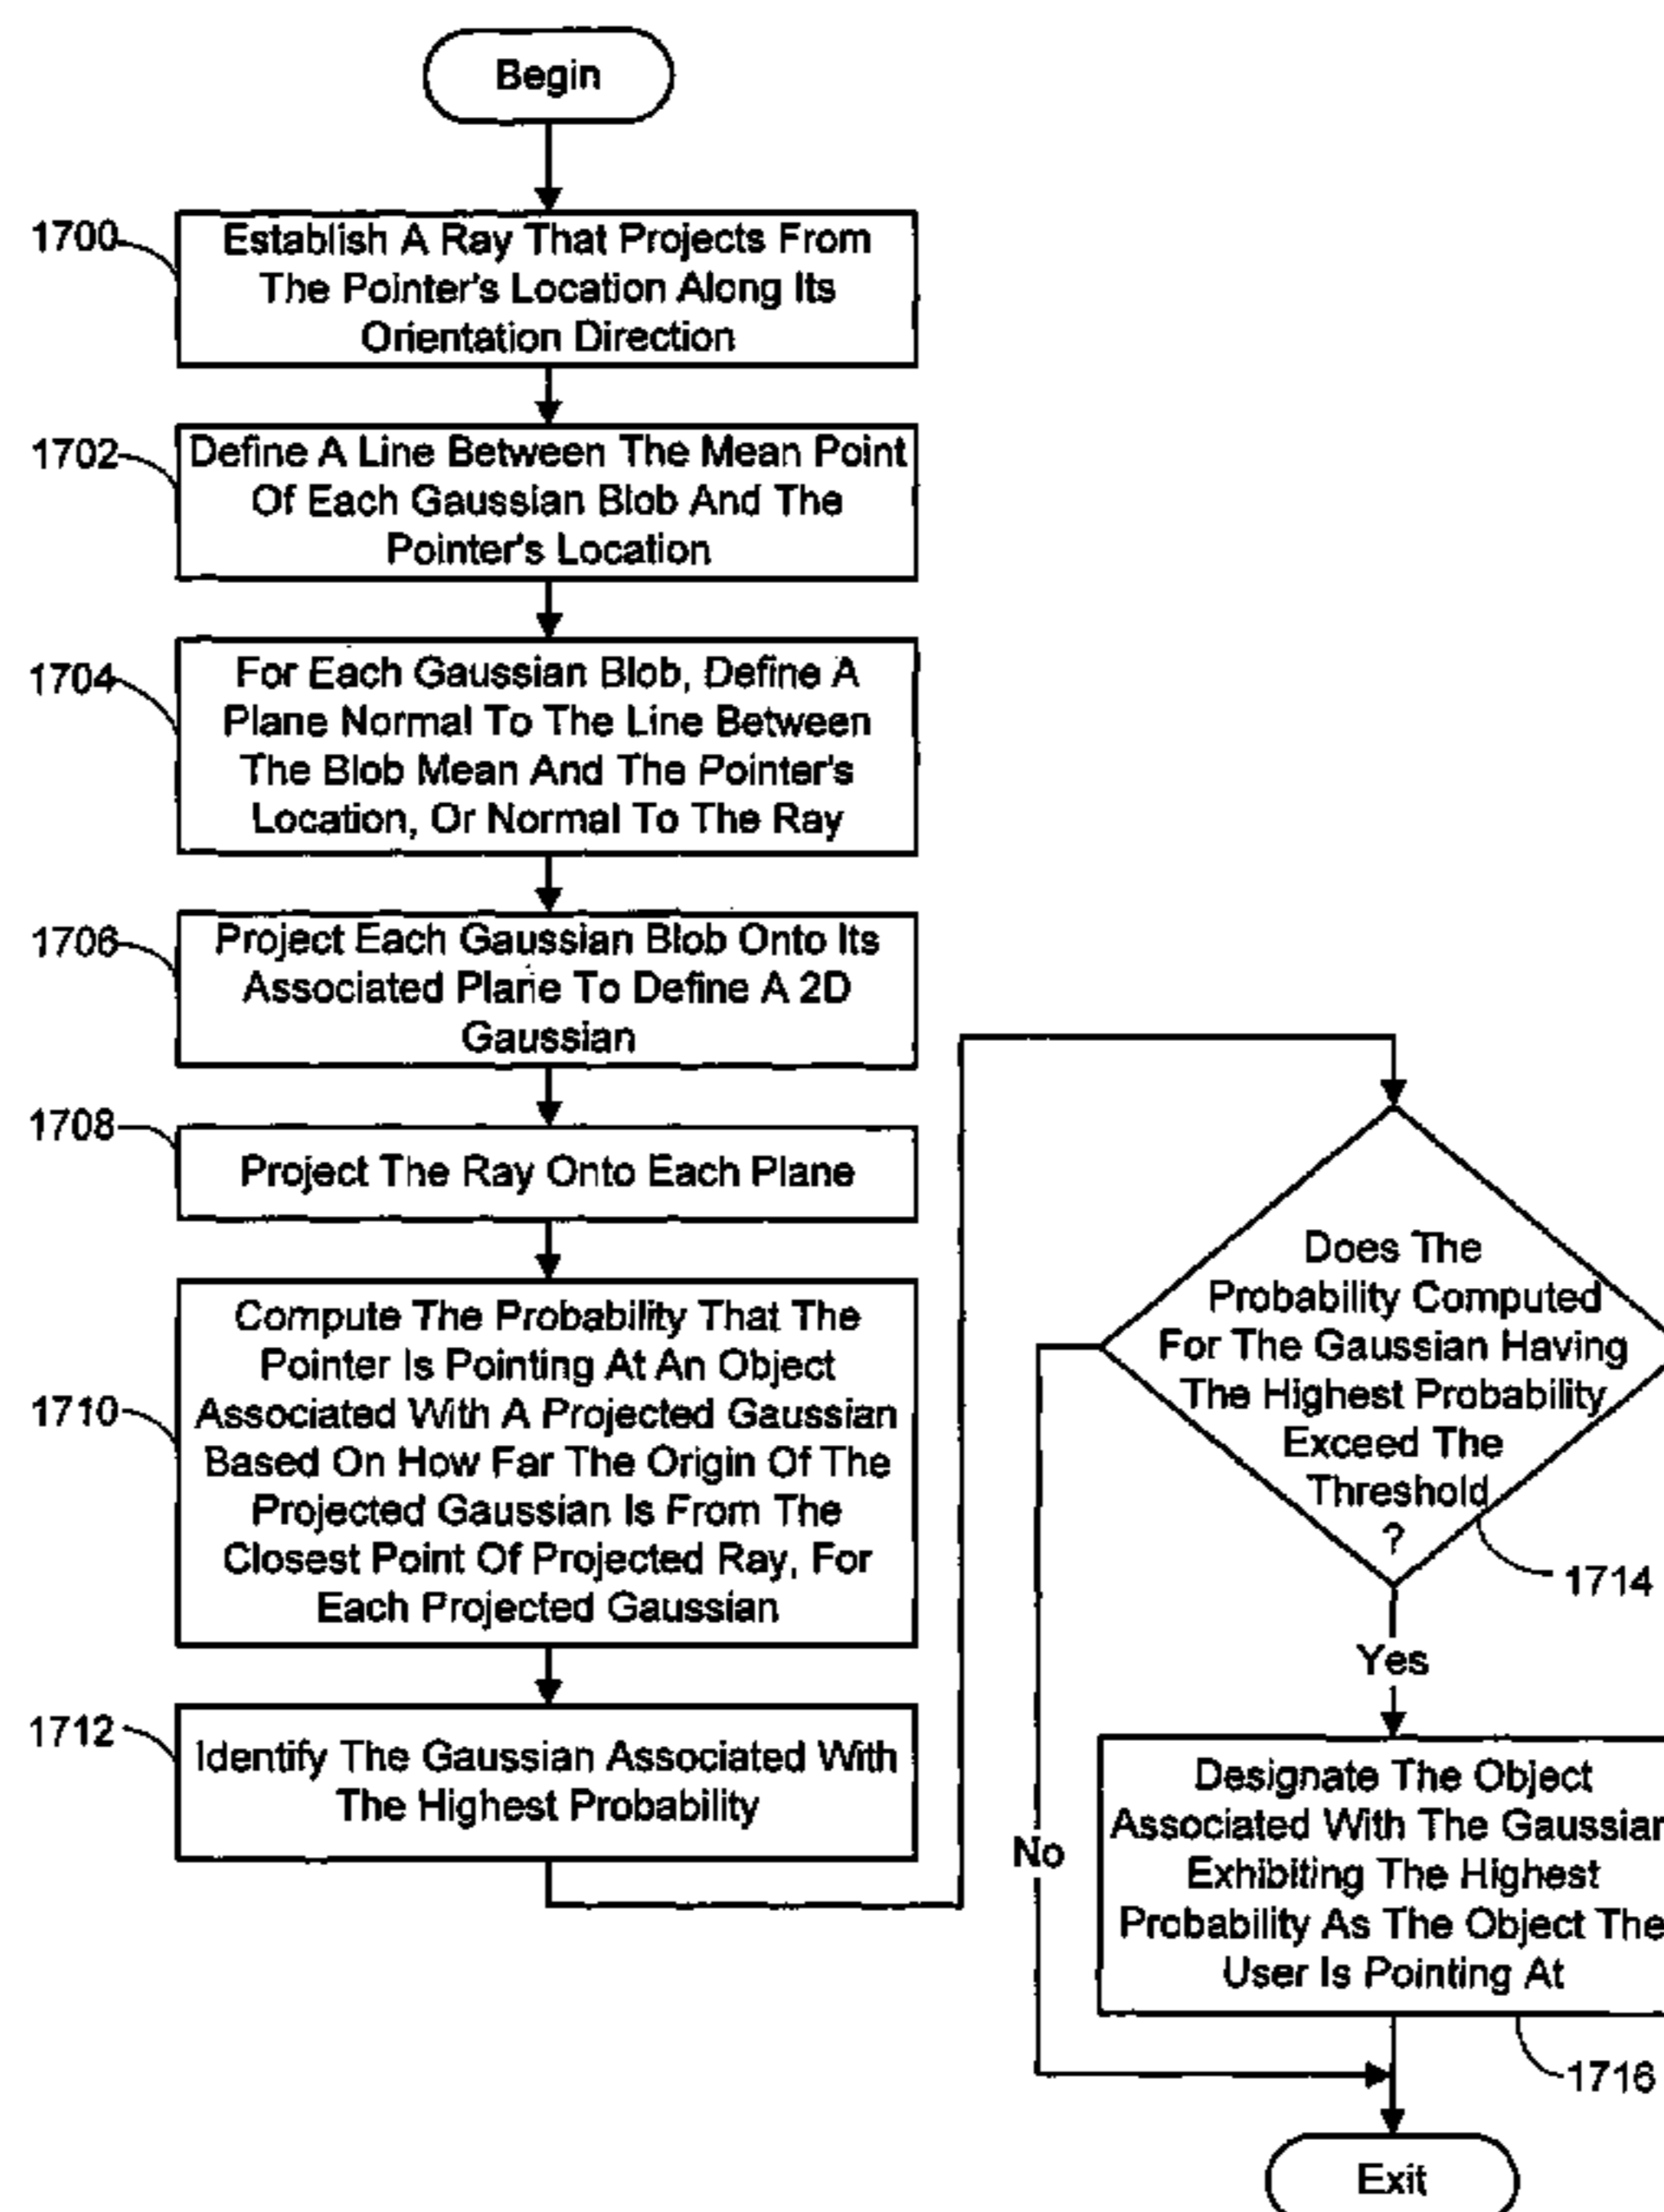 Begin
1700
Establish A Ray That Projects From
The Pointer's Location Along Its
Orientation Direction
1702
Define A Line Between The Mean Point
Of Each Gaussian Blob And The
Pointer's Location
1704
For Each Gaussian Blob, Define A
Plane Normal To The Line Between
The Blob Mean And The Pointer's
Location, Or Normal To The Ray
1706
Project Each Gaussian Blob Onto Its
Associated Plane To Define A 2D
Gaussian
1708
Project The Ray Onto Each Plane
1710
Compute The Probability That The
Pointer Is Pointing At An Object
Associated With A Projected Gaussian
Based On How Far The Origin Of The
Projected Gaussian Is From The
Closest Point Of Projected Ray, For
Each Projected Gaussian
1712
Identify The Gaussian Associated With
The Highest Probability
Does The
Probability Computed
For The Gaussian Having
The Highest Probability
Exceed The
Threshold
?
1714
Yes
No
Designate The Object
Associated With The Gaussian
Exhibiting The Highest
Probability As The Object The
User Is Pointing At
1716
Exit